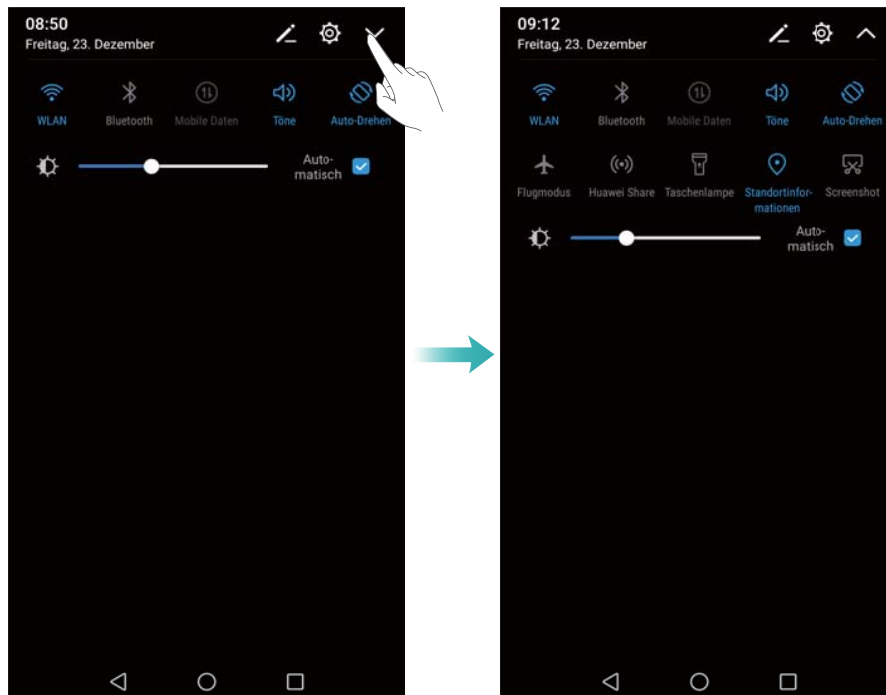 08:50
Freitag, 23. Dezember
WLAN
Bluetooth
Mobile Daten
Töne
Auto-Drehen
Auto-
matisch
09:12
Freitag, 23. Dezember
WLAN
Bluetooth
Mobile Daten
Töne
Auto-Drehen
Flugmodus
Huawei Share
Taschenlampe
Standortinfor-
mationen
Screenshot
Auto-
matisch